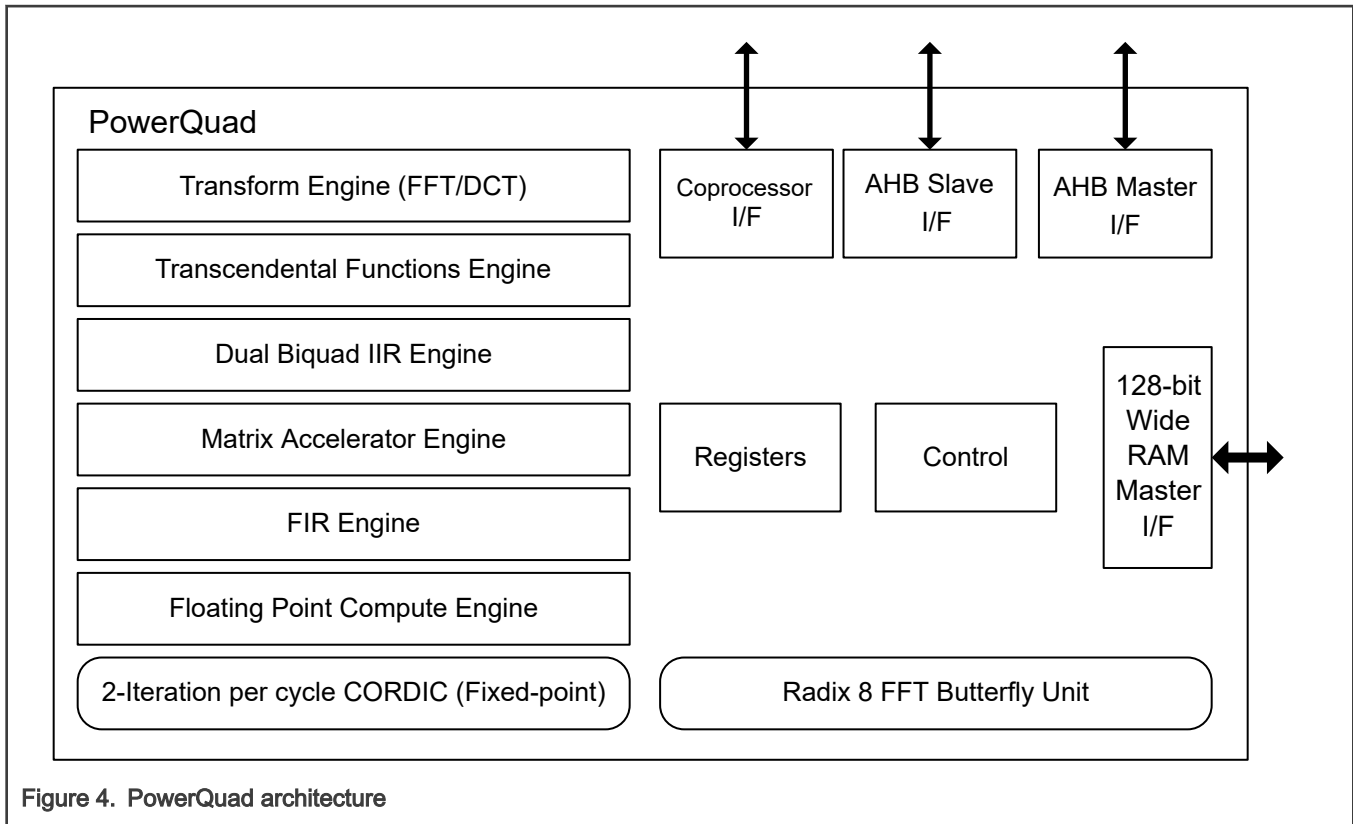 PowerQuad
Transform Engine (FFT/DCT)
Transcendental Functions Engine
Dual Biquad IIR Engine
Matrix Accelerator Engine
FIR Engine
Floating Point Compute Engine
2-Iteration per cycle CORDIC (Fixed-point)
Coprocessor
I/F
AHB Slave
I/F
AHB Master
I/F
Registers
Control
128-bit
Wide
RAM
Master
I/F
Radix 8 FFT Butterfly Unit
Figure 4. PowerQuad architecture